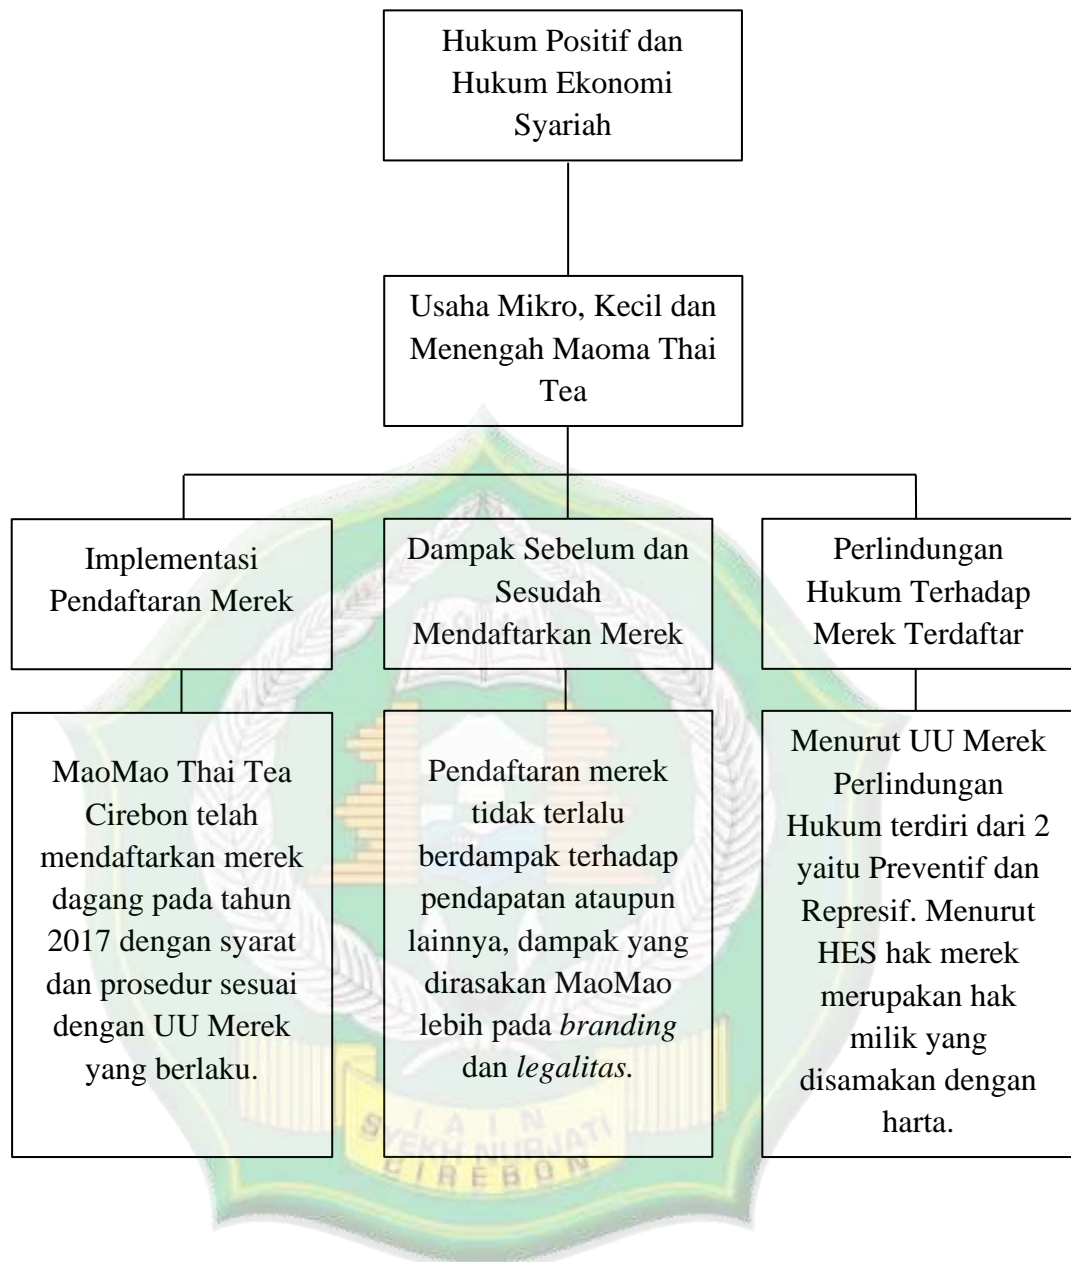 Hukum Positif dan
Hukum Ekonomi
Syariah
Usaha Mikro, Kecil dan
Menengah Maoma Thai
Tea
Implementasi
Pendaftaran Merek
Dampak Sebelum dan
Sesudah
Mendaftarkan Merek
Perlindungan
Hukum Terhadap
Merek Terdaftar
MaoMao Thai Tea
Cirebon telah
mendaftarkan merek
dagang pada tahun
2017 dengan syarat
dan prosedur sesuai
dengan UU Merek
yang berlaku.
Pendaftaran merek
tidak terlalu
berdampak terhadap
pendapatan ataupun
lainnya, dampak yang
dirasakan MaoMao
lebih pada branding
dan legalitas.
Menurut UU Merek
Perlindungan
Hukum terdiri dari 2
yaitu Preventif dan
Represif. Menurut
HES hak merek
merupakan hak
milik yang
disamakan dengan
harta.
IAIN
SYEKH NURJATI
CIREBON